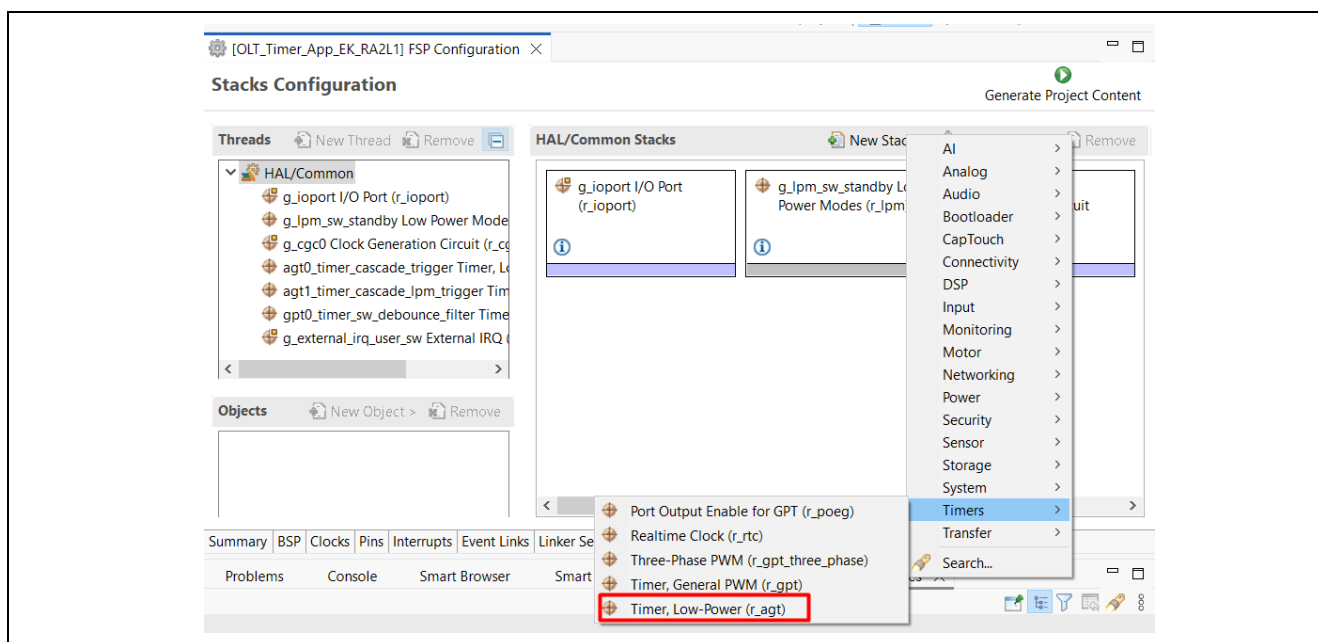 [OLT_Timer_App_EK_RA2L1] FSP Configuration
Stacks Configuration
Generate Project Content
Threads New Thread Remove
HAL/Common
g_ioport I/O Port (r_ioport)
g_lpm_sw_standby Low Power Mode
g_cgc0 Clock Generation Circuit (r_cg
agt0_timer_cascade_trigger Timer, Lo
agt1_timer_cascade_lpm_trigger Tim
gpt0_timer_sw_debounce_filter Time
g_external_irq_user_sw External IRQ (
Objects New Object > Remove
HAL/Common Stacks New Stac Remove
g_ioport I/O Port
(r_ioport)
g_lpm_sw_standby Lo
Power Modes (r_lpm
uit
AI
Analog
Audio
Bootloader
CapTouch
Connectivity
DSP
Input
Monitoring
Motor
Networking
Power
Security
Sensor
Storage
System
Timers
Transfer
Search...
Port Output Enable for GPT (r_poeg)
Realtime Clock (r_rtc)
Three-Phase PWM (r_gpt_three_phase)
Timer, General PWM (r_gpt)
Timer, Low-Power (r_agt)
Summary BSP Clocks Pins Interrupts Event Links Linker Se
Problems Console Smart Browser Smart